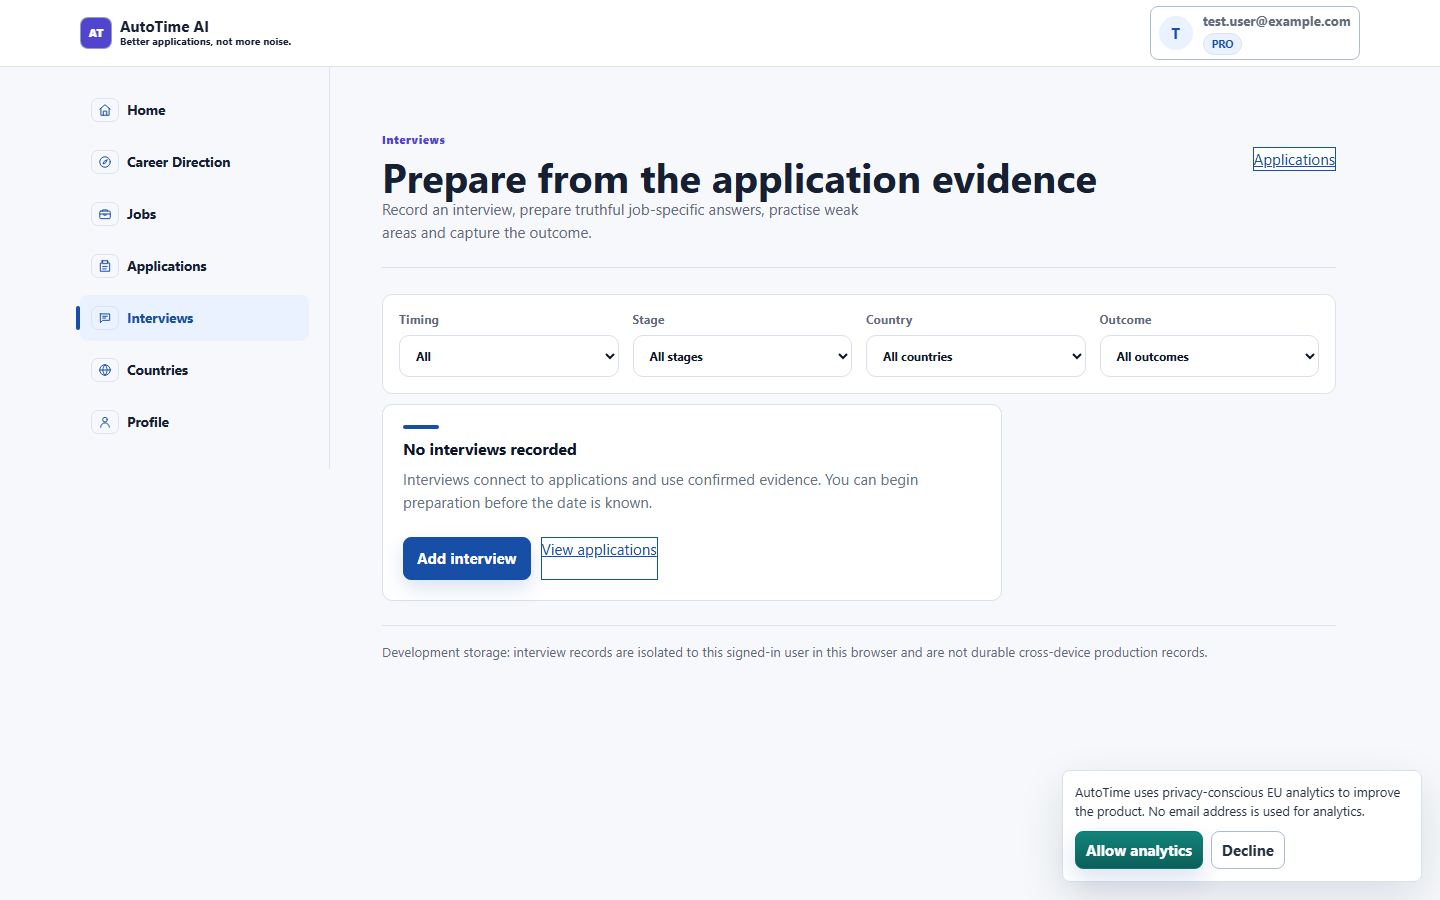 AT
AutoTime AI
Better applications, not more noise.
T
test.user@example.com
PRO
Home
Career Direction
Jobs
Applications
Interviews
Countries
Profile
Interviews
Prepare from the application evidence
Record an interview, prepare truthful job-specific answers, practise weak
areas and capture the outcome.
Applications
Timing
Stage
Country
Outcome
All
All stages
All countries
All outcomes
No interviews recorded
Interviews connect to applications and use confirmed evidence. You can begin
preparation before the date is known.
Add interview
View applications
Development storage: interview records are isolated to this signed-in user in this browser and are not durable cross-device production records.
AutoTime uses privacy-conscious EU analytics to improve
the product. No email address is used for analytics.
Allow analytics
Decline